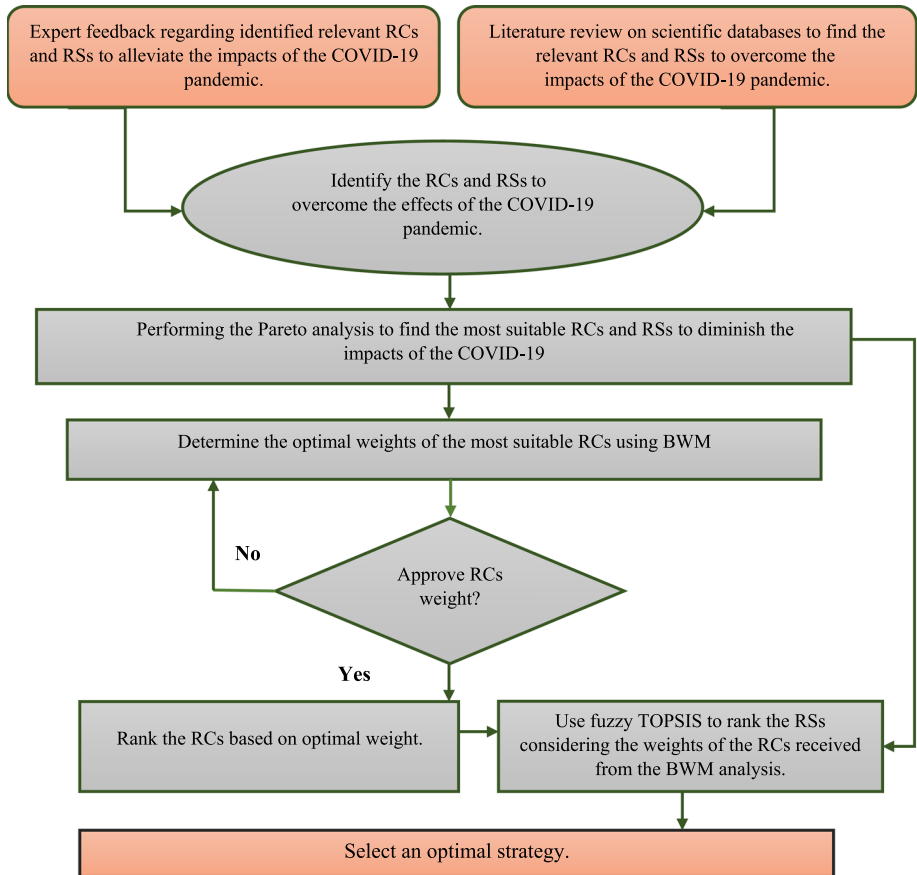 Expert feedback regarding identified relevant RCs
and RSs to alleviate the impacts of the COVID-19
pandemic.
Literature review on scientific databases to find the
relevant RCs and RSs to overcome the
impacts of the COVID-19 pandemic.
Identify the RCs and RSs to
overcome the effects of the COVID-19
pandemic.
Performing the Pareto analysis to find the most suitable RCs and RSs to diminish the
impacts of the COVID-19
Determine the optimal weights of the most suitable RCs using BWM
No
Approve RCs
weight?
Yes
Rank the RCs based on optimal weight.
Use fuzzy TOPSIS to rank the RSs
considering the weights of the RCs received
from the BWM analysis.
Select an optimal strategy.